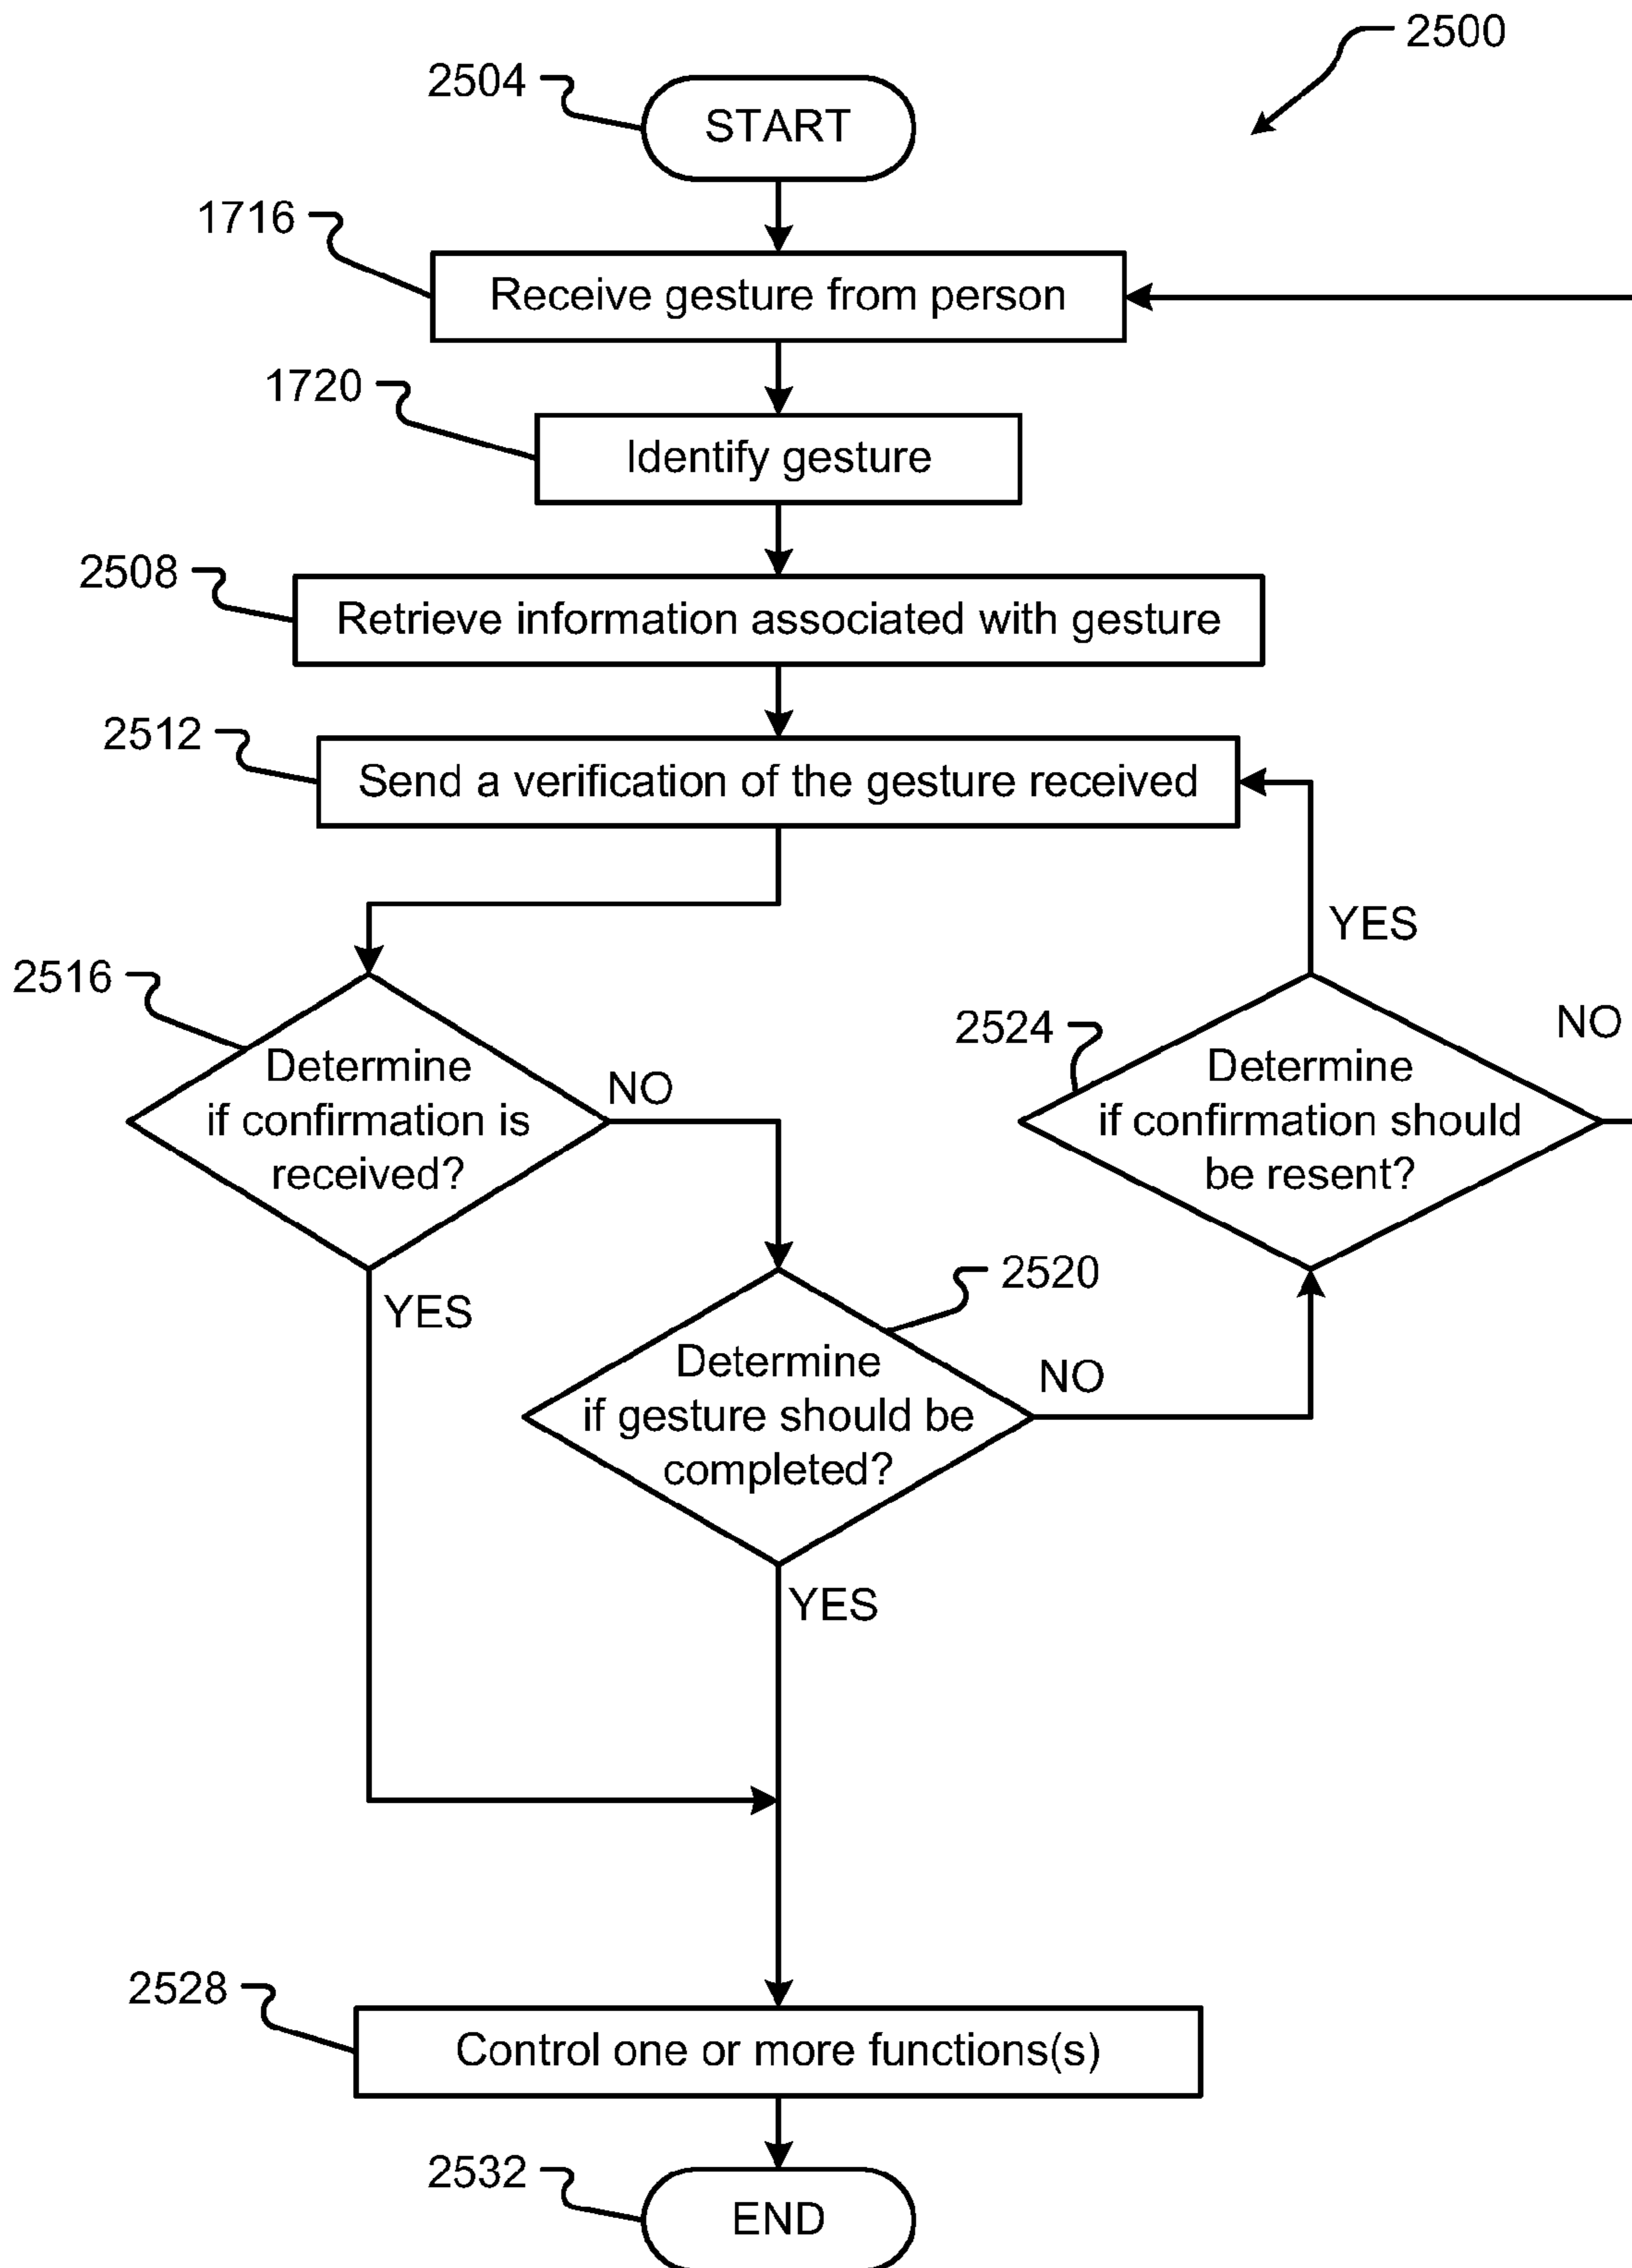 2500
2504
START
1716
Receive gesture from person
1720
Identify gesture
2508
Retrieve information associated with gesture
2512
Send a verification of the gesture received
YES
2516
Determine
if confirmation is
received?
NO
2524
Determine
if confirmation should
be resent?
NO
YES
2520
Determine
if gesture should be
completed?
NO
YES
2528
Control one or more functions(s)
2532
END